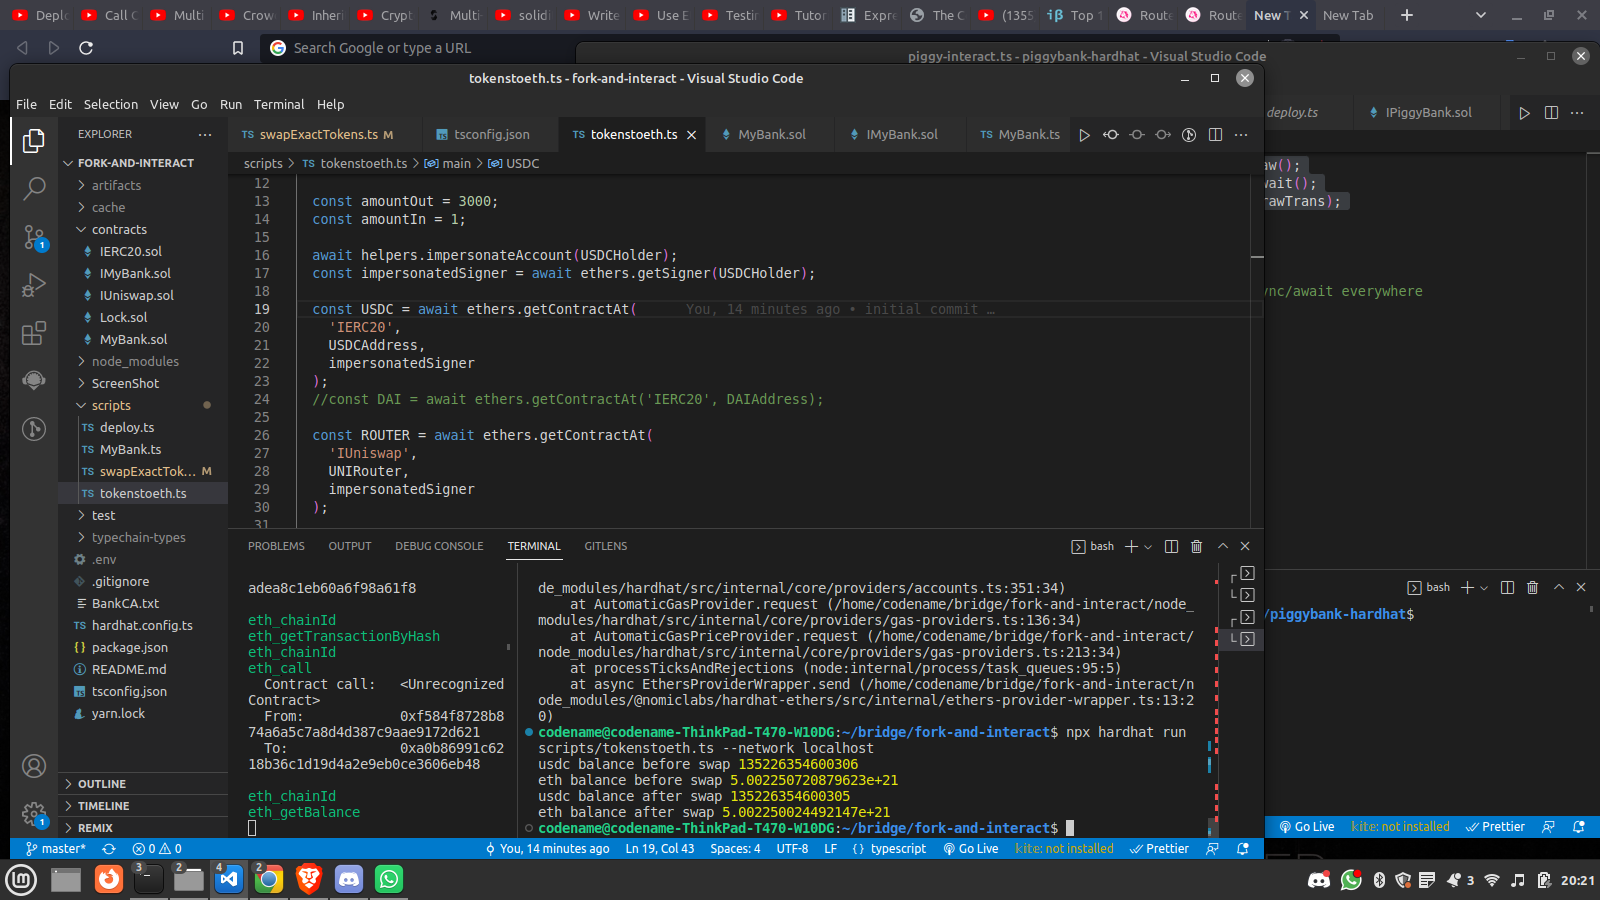 Deplo
Call C
Multi
Crow
Inheri
Crypt
Multi-
solidi
Write
Use E
Testin
Tutor
Expre
The C
(1355
Top 1
Route
Route
New T
New Tab
Search Google or type a URL
piggy-interact.ts - piggybank-hardhat - Visual Studio Code
tokenstoeth.ts - fork-and-interact - Visual Studio Code
File Edit Selection View Go Run Terminal Help
deploy.ts
IPiggyBank.sol
EXPLORER
swapExactTokens.ts M
tsconfig.json
tokenstoeth.ts
MyBank.sol
IMyBank.sol
MyBank.ts
scripts > TS tokenstoeth.ts > main > USDC
FORK-AND-INTERACT
artifacts
cache
contracts
IERC20.sol
IMyBank.sol
IUniswap.sol
Lock.sol
MyBank.sol
node_modules
ScreenShot
scripts
TS deploy.ts
TS MyBank.ts
TS swapExactTok... M
TS tokenstoeth.ts
test
typechain-types
.env
.gitignore
BankCA.txt
TS hardhat.config.ts
{} package.json
README.md
tsconfig.json
yarn.lock
OUTLINE
TIMELINE
REMIX
12
13 const amountOut = 3000;
14 const amountIn = 1;
15
16 await helpers.impersonateAccount(USDCHolder);
17 const impersonatedSigner = await ethers.getSigner(USDCHolder);
18
19 const USDC = await ethers.getContractAt( You, 14 minutes ago • initial commit …
20 'IERC20',
21 USDCAddress,
22 impersonatedSigner
23 );
24 //const DAI = await ethers.getContractAt('IERC20', DAIAddress);
25
26 const ROUTER = await ethers.getContractAt(
27 'IUniswap',
28 UNIRouter,
29 impersonatedSigner
30 );
31
aw();
wait();
rawTrans);
nc/await everywhere
PROBLEMS OUTPUT DEBUG CONSOLE TERMINAL GITLENS
bash
adea8c1eb60a6f98a61f8
eth_chainId
eth_getTransactionByHash
eth_chainId
eth_call
Contract call: <Unrecognized
Contract>
From: 0xf584f8728b8
74a6a5c7a8d4d387c9aae9172d621
To: 0xa0b86991c62
18b36c1d19d4a2e9eb0ce3606eb48
eth_chainId
eth_getBalance
de_modules/hardhat/src/internal/core/providers/accounts.ts:351:34)
at AutomaticGasProvider.request (/home/codename/bridge/fork-and-interact/node_
modules/hardhat/src/internal/core/providers/gas-providers.ts:136:34)
at AutomaticGasPriceProvider.request (/home/codename/bridge/fork-and-interact/
node_modules/hardhat/src/internal/core/providers/gas-providers.ts:213:34)
at processTicksAndRejections (node:internal/process/task_queues:95:5)
at async EthersProviderWrapper.send (/home/codename/bridge/fork-and-interact/n
ode_modules/@nomiclabs/hardhat-ethers/src/internal/ethers-provider-wrapper.ts:13:2
0)
codename@codename-ThinkPad-T470-W10DG:~/bridge/fork-and-interact$ npx hardhat run
scripts/tokenstoeth.ts --network localhost
usdc balance before swap 135226354600306
eth balance before swap 5.002250720879623e+21
usdc balance after swap 135226354600305
eth balance after swap 5.002250024492147e+21
codename@codename-ThinkPad-T470-W10DG:~/bridge/fork-and-interact$
bash
/piggybank-hardhat$
Go Live kite: not installed Prettier
master* 0 0 You, 14 minutes ago Ln 19, Col 43 Spaces: 4 UTF-8 LF {} typescript Go Live kite: not installed Prettier
3
2
4
2
3
20:21